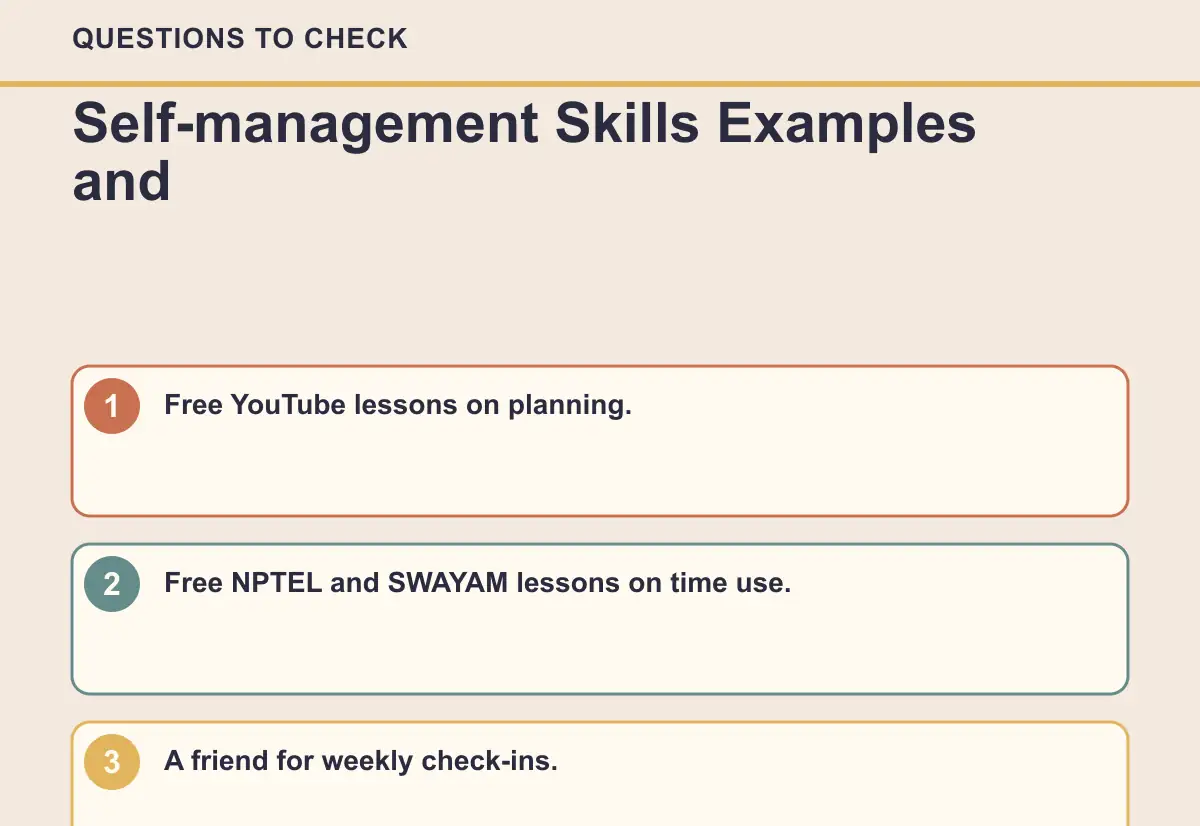 QUESTIONS TO CHECK
Self-management Skills Examples
and
1
Free YouTube lessons on planning.
2
Free NPTEL and SWAYAM lessons on time use.
3
A friend for weekly check-ins.